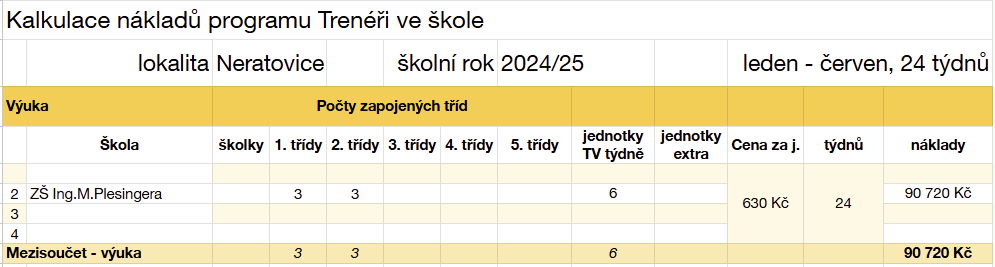 Kalkulace nákladů programu Trenéři ve škole
lokalita Neratovice školní rok 2024/25 leden - červen, 24 týdnů
Výuka Počty zapojených tříd
Škola školky 1. třídy 2. třídy 3. třídy 4. třídy 5. třídy jednotky TV týdně jednotky extra Cena za j. týdnů náklady
2 ZŠ Ing.M.Plesingera 3 3 6 630 Kč 24 90 720 Kč
3
4
Mezisoučet - výuka 3 3 6 90 720 Kč